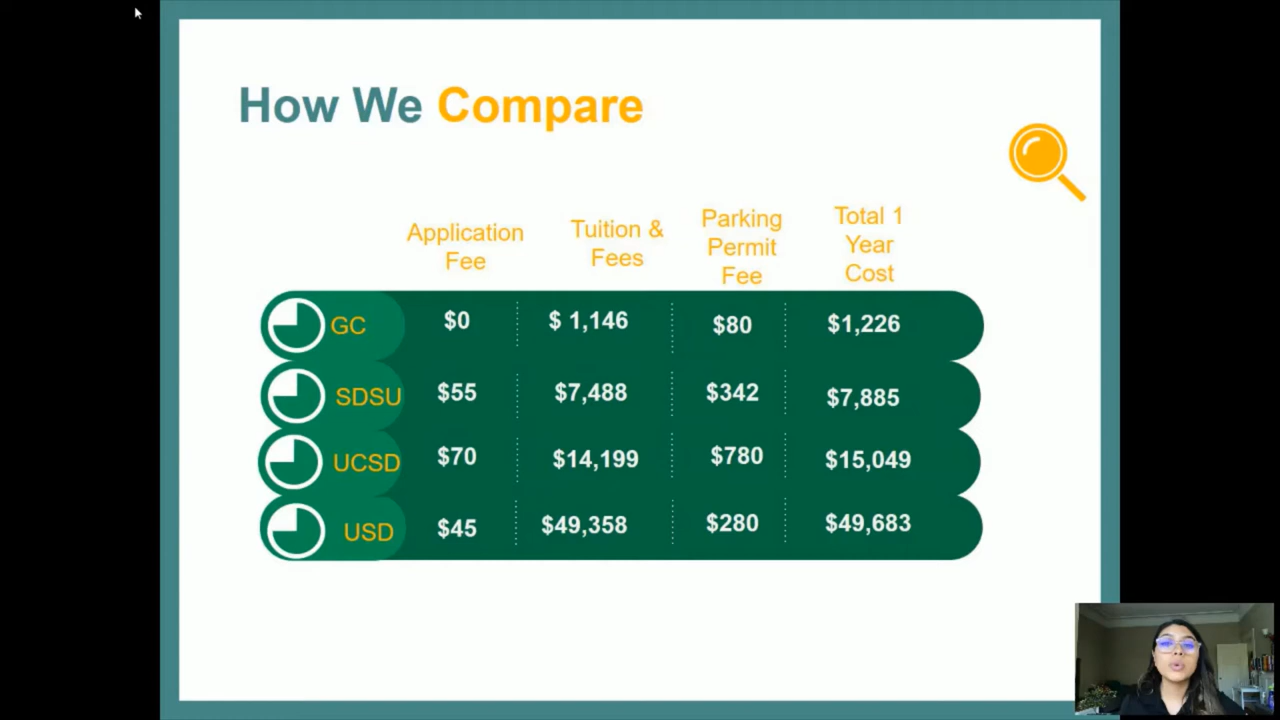 How We Compare
Application
Fee
Tuition &
Fees
Parking
Permit
Fee
Total 1
Year
Cost
GC $0 $ 1,146 $80 $1,226
SDSU $55 $7,488 $342 $7,885
UCSD $70 $14,199 $780 $15,049
USD $45 $49,358 $280 $49,683